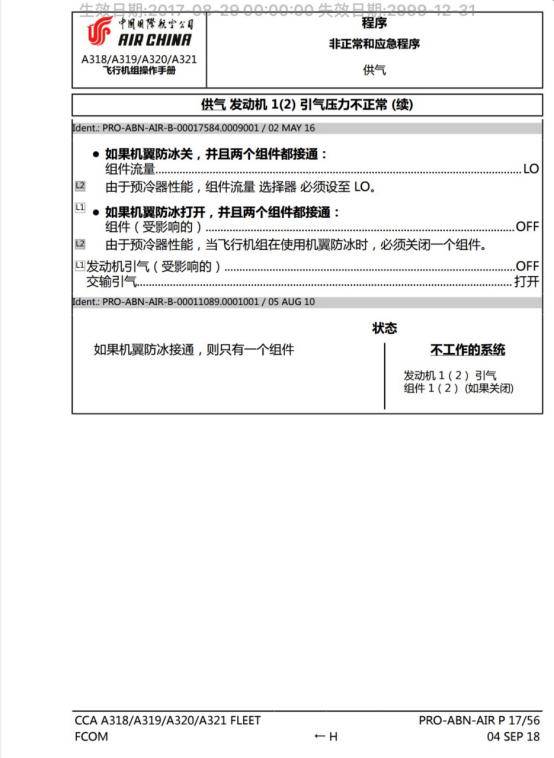 生效日期:2017-08-29 00:00:00 失效日期:2999-12-31
中国国际航空公司
AIR CHINA
A318/A319/A320/A321
飞行机组操作手册
程序
非正常和应急程序
供气
供气 发动机 1(2) 引气压力不正常 (续)
Ident.: PRO-ABN-AIR-B-00017584.0009001 / 02 MAY 16
● 如果机翼防冰关，并且两个组件都接通：
组件流量..........LO
L2 由于预冷器性能，组件流量 选择器 必须设至 LO。
L1 ● 如果机翼防冰打开，并且两个组件都接通：
组件（受影响的）..........OFF
L2 由于预冷器性能，当飞行机组在使用机翼防冰时，必须关闭一个组件。
L1 发动机引气（受影响的）..........OFF
交输引气..........打开
Ident.: PRO-ABN-AIR-B-00011089.0001001 / 05 AUG 10
状态
如果机翼防冰接通，则只有一个组件
不工作的系统
发动机 1（2）引气
组件 1（2）(如果关闭)
CCA A318/A319/A320/A321 FLEET
FCOM
← H
PRO-ABN-AIR P 17/56
04 SEP 18